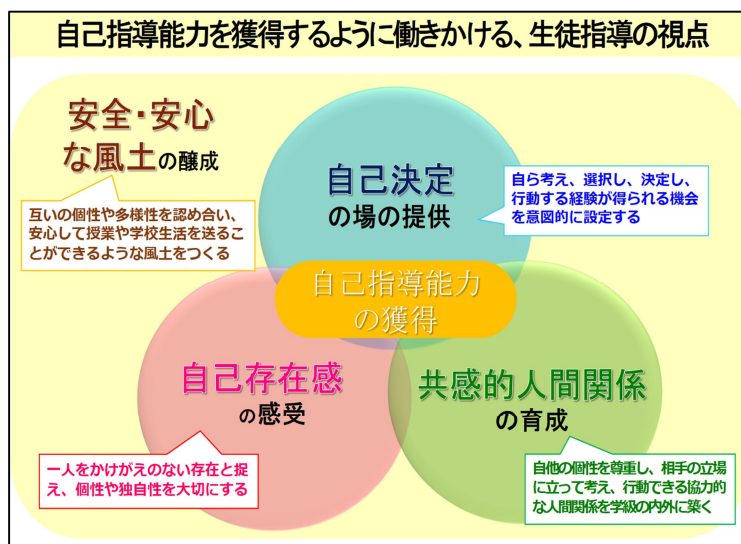 自己指導能力を獲得するように働きかける、生徒指導の視点
安全・安心
な風土の醸成
互いの個性や多様性を認め合い、
安心して授業や学校生活を送るこ
とができるような風土をつくる
自己決定
の場の提供
自ら考え、選択し、決定し、
行動する経験が得られる機会
を意図的に設定する
自己指導能力
の獲得
自己存在感
の感受
一人をかけがえのない存在と捉
え、個性や独自性を大切にする
共感的人間関係
の育成
自他の個性を尊重し、相手の立場
に立って考え、行動できる協力的
な人間関係を学級の内外に築く